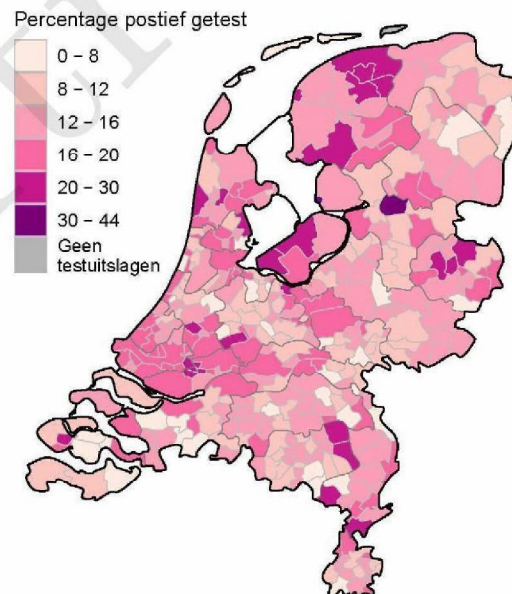 Percentage postief getest
0 – 8
8 – 12
12 – 16
16 – 20
20 – 30
30 – 44
Geen
testuitslagen